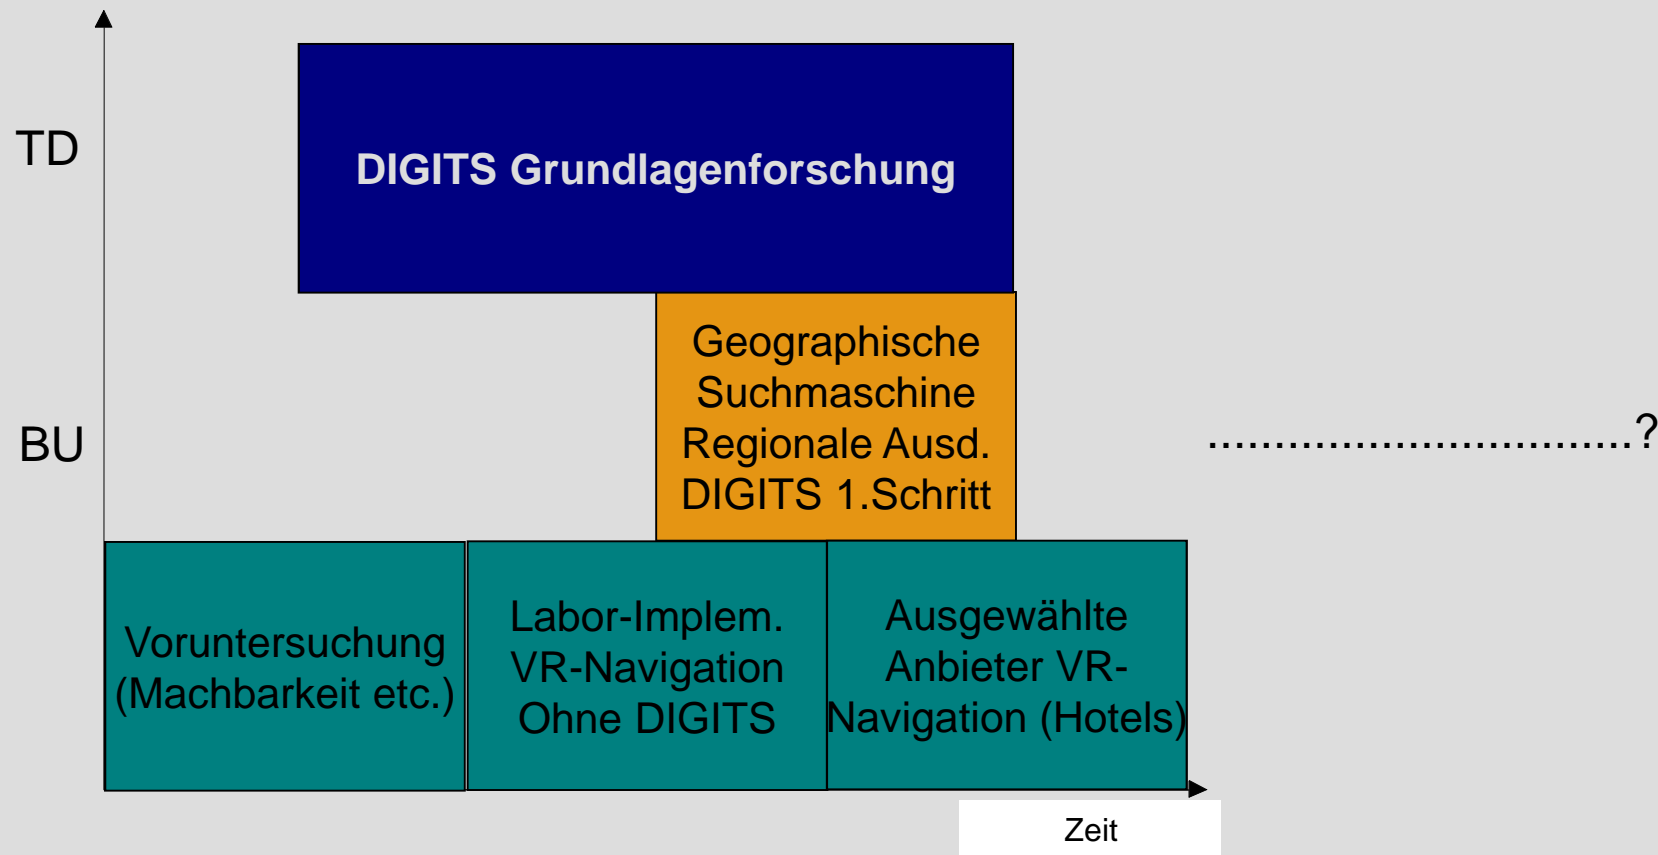 TD
DIGITS Grundlagenforschung
Geographische
Suchmaschine
Regionale Ausd.
DIGITS 1.Schritt
BU
................................?
Voruntersuchung
(Machbarkeit etc.)
Labor-Implem.
VR-Navigation
Ohne DIGITS
Ausgewählte
Anbieter VR-
Navigation (Hotels)
Zeit